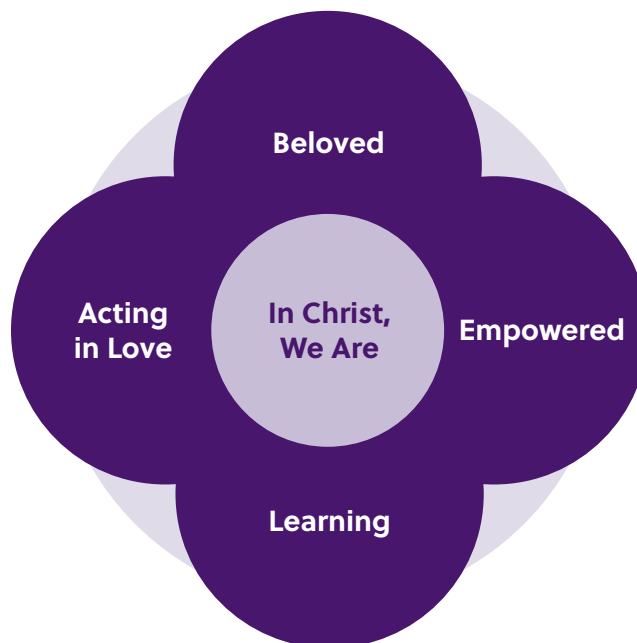 Beloved
Acting
in Love
In Christ,
We Are
Empowered
Learning